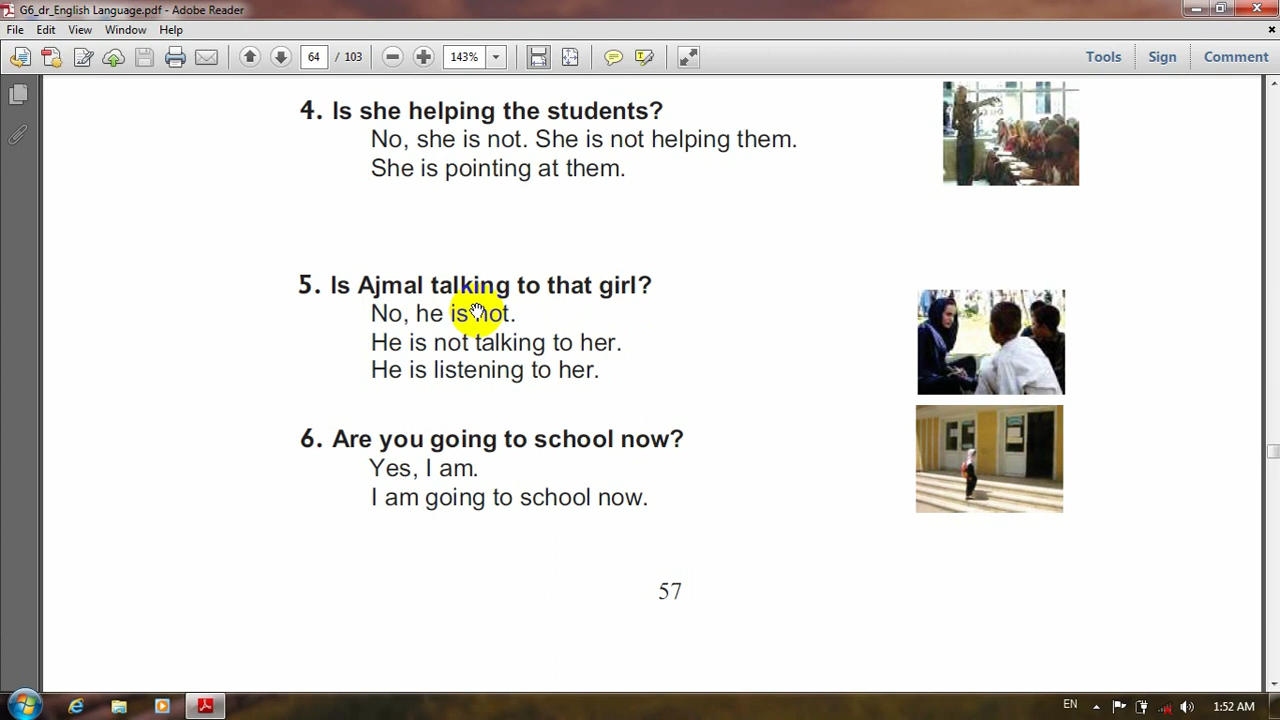 G6_dr_English Language.pdf - Adobe Reader
File Edit View Window Help
64 / 103 143% Tools Sign Comment
4. Is she helping the students?
No, she is not. She is not helping them.
She is pointing at them.
5. Is Ajmal talking to that girl?
No, he is not.
He is not talking to her.
He is listening to her.
6. Are you going to school now?
Yes, I am.
I am going to school now.
57
EN 1:52 AM